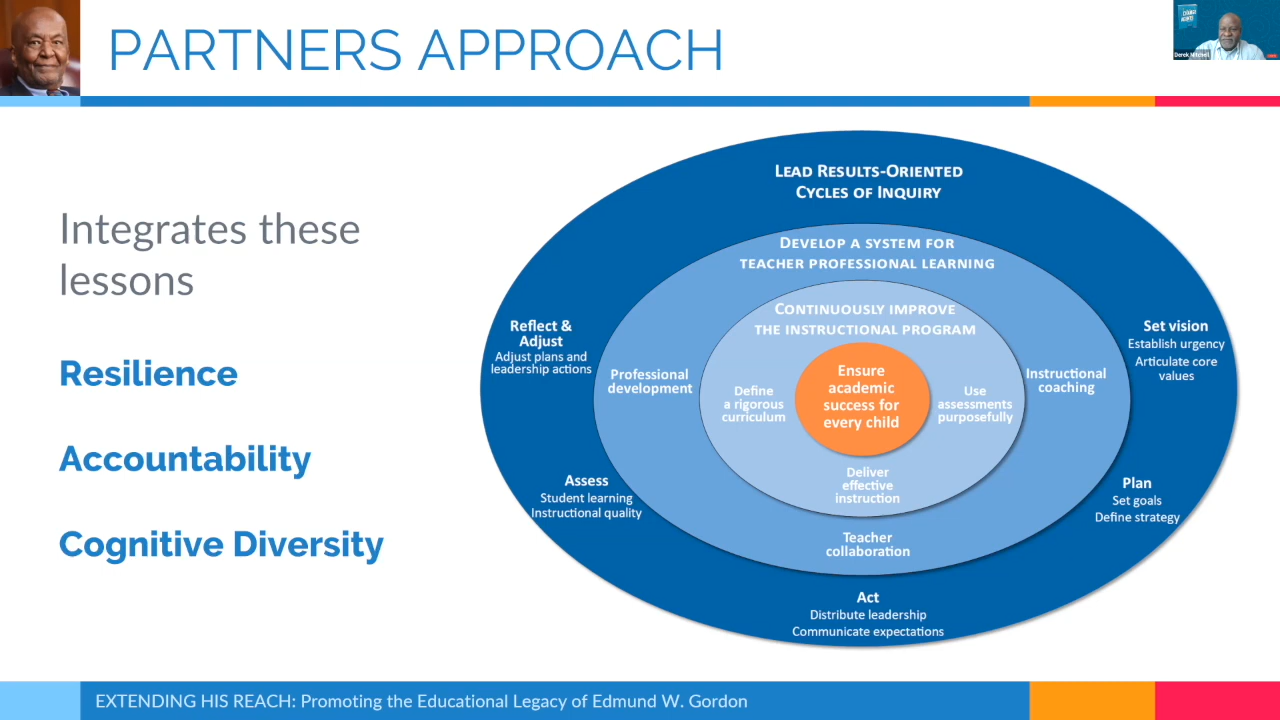 PARTNERS APPROACH
Derek Mitchell
Integrates these
lessons
Resilience
Accountability
Cognitive Diversity
LEAD RESULTS-ORIENTED
CYCLES OF INQUIRY
DEVELOP A SYSTEM FOR
TEACHER PROFESSIONAL LEARNING
CONTINUOUSLY IMPROVE
THE INSTRUCTIONAL PROGRAM
Ensure
academic
success for
every child
Define
a rigorous
curriculum
Use
assessments
purposefully
Deliver
effective
instruction
Professional
development
Instructional
coaching
Teacher
collaboration
Reflect &
Adjust
Adjust plans and
leadership actions
Set vision
Establish urgency
Articulate core
values
Assess
Student learning
Instructional quality
Plan
Set goals
Define strategy
Act
Distribute leadership
Communicate expectations
EXTENDING HIS REACH: Promoting the Educational Legacy of Edmund W. Gordon